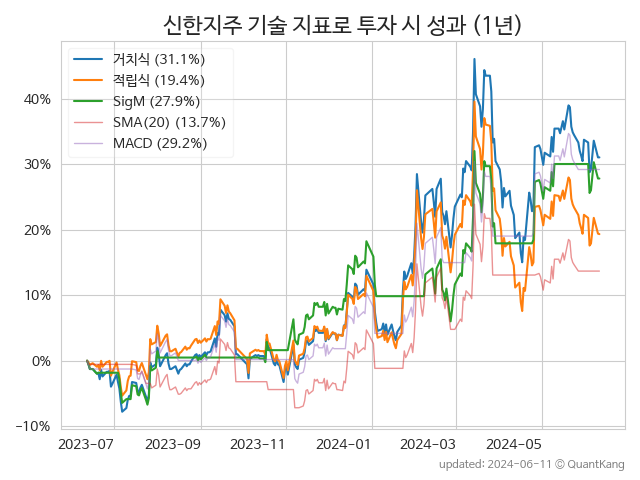 신한지주 기술 지표로 투자 시 성과 (1년)
거치식 (31.1%)
적립식 (19.4%)
SigM (27.9%)
SMA(20) (13.7%)
MACD (29.2%)
40%
30%
20%
10%
0%
−10%
2023-07 2023-09 2023-11 2024-01 2024-03 2024-05
updated: 2024-06-11 © QuantKang